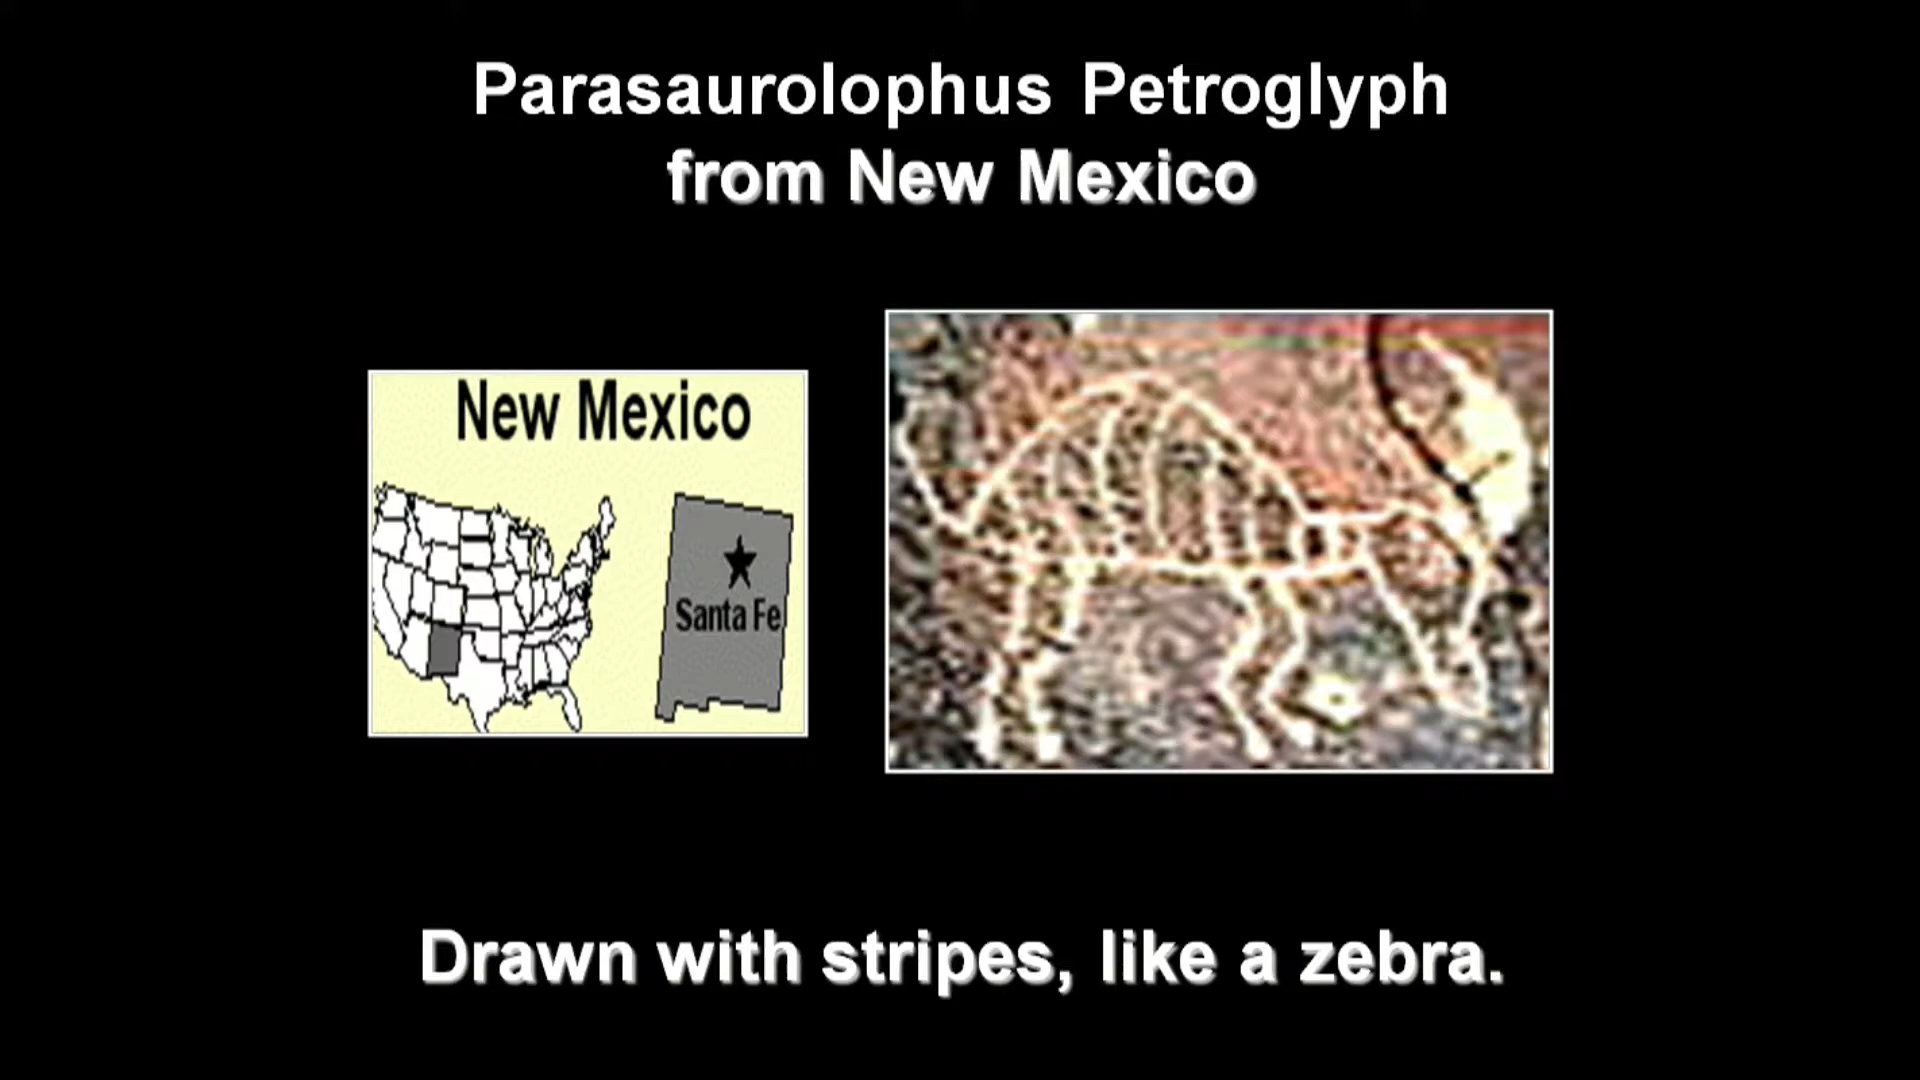 Parasaurolophus Petroglyph
from New Mexico
New Mexico
Santa Fe
Drawn with stripes, like a zebra.